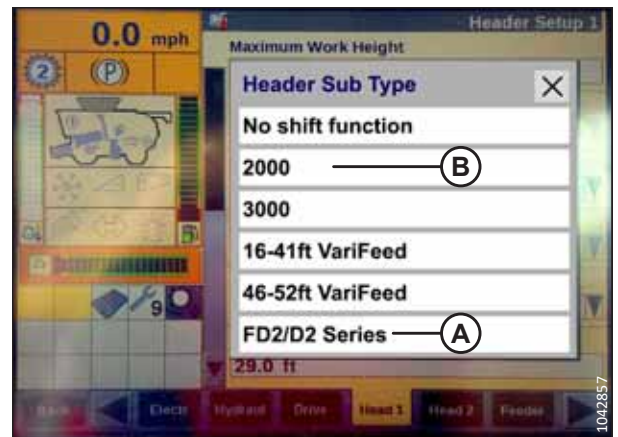 0.0 mph
Header Setup 1
Maximum Work Height
2
(P)
Header Sub Type
No shift function
2000
B
3000
16-41ft VariFeed
46-52ft VariFeed
9
FD2/D2 Series
A
29.0 ft
Back
Electr
Hydraul
Drive
Head 1
Head 2
Feeder
1042857